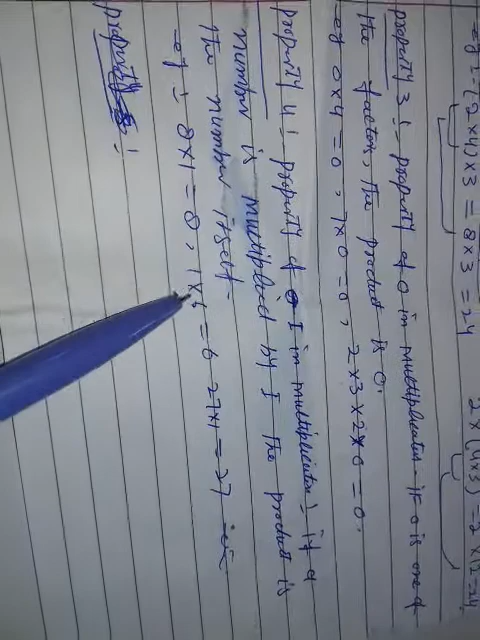 eg :- (2 x 4) x 3 = 8 x 3 = 24 2 x (4 x 3) = 2 x 12 = 24
property 3 :- property of 0 in multiplication. if 0 is one of
the factor, the product is 0.
eg 0 x 4 = 0, 7 x 0 = 0, 2 x 3 x 2 x 0 = 0.
property 4 :- property of 1 in multiplication: if a
number is multiplied by 1 the product is
the number itself.
eg :- 8 x 1 = 8, 1 x 6 = 6 27 x 1 = 27
property :